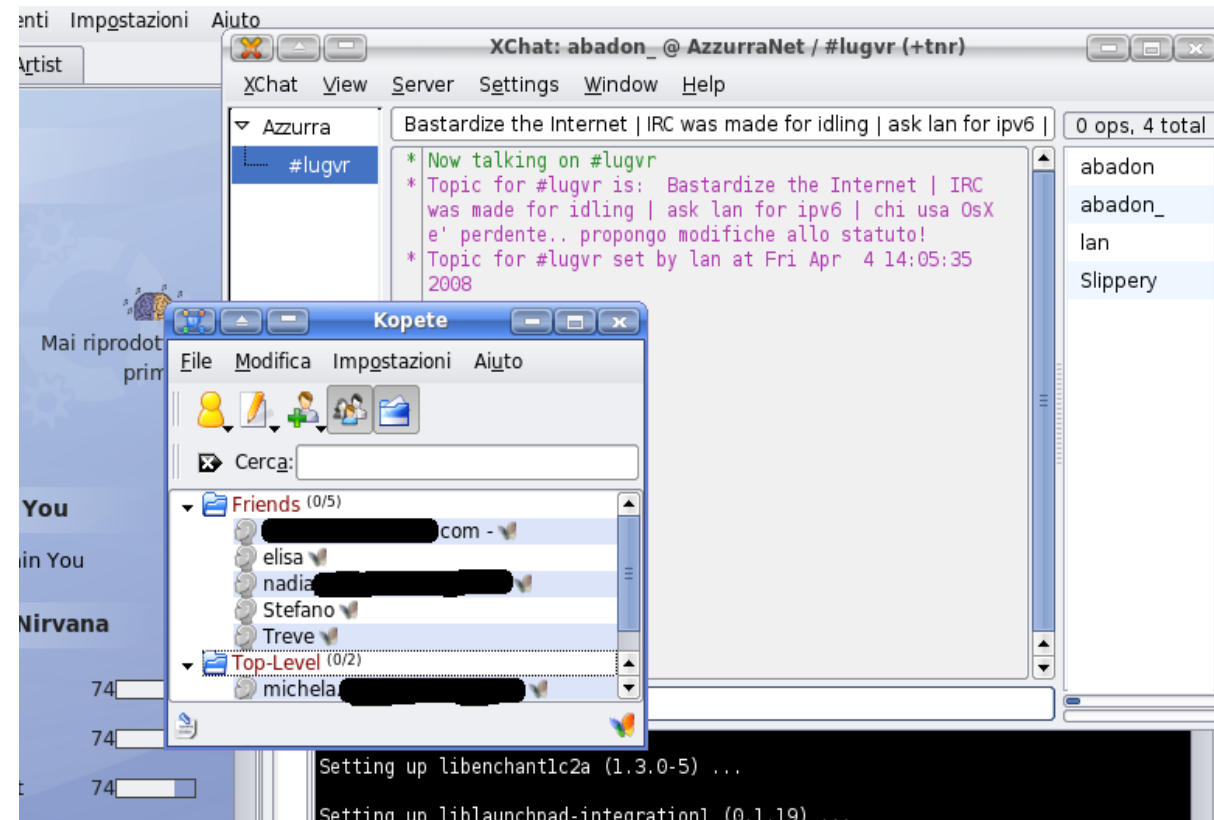 enti Impostazioni Aiuto
Artist
XChat: abadon_ @ AzzurraNet / #lugvr (+tnr)
XChat View Server Settings Window Help
Azzurra
#lugvr
Bastardize the Internet | IRC was made for idling | ask lan for ipv6 |
0 ops, 4 total
abadon
abadon_
lan
Slippery
* Now talking on #lugvr
* Topic for #lugvr is: Bastardize the Internet | IRC
was made for idling | ask lan for ipv6 | chi usa OsX
e' perdente.. propongo modifiche allo statuto!
* Topic for #lugvr set by lan at Fri Apr 4 14:05:35
2008
Mai riprodot
prim
You
in You
Nirvana
74
74
t 74
Kopete
File Modifica Impostazioni Aiuto
Cerca:
Friends (0/5)
com -
elisa
nadia
Stefano
Treve
Top-Level (0/2)
michela
Setting up libenchant1c2a (1.3.0-5) ...
Setting up liblaunchpad-integration1 (0.1.19) ...